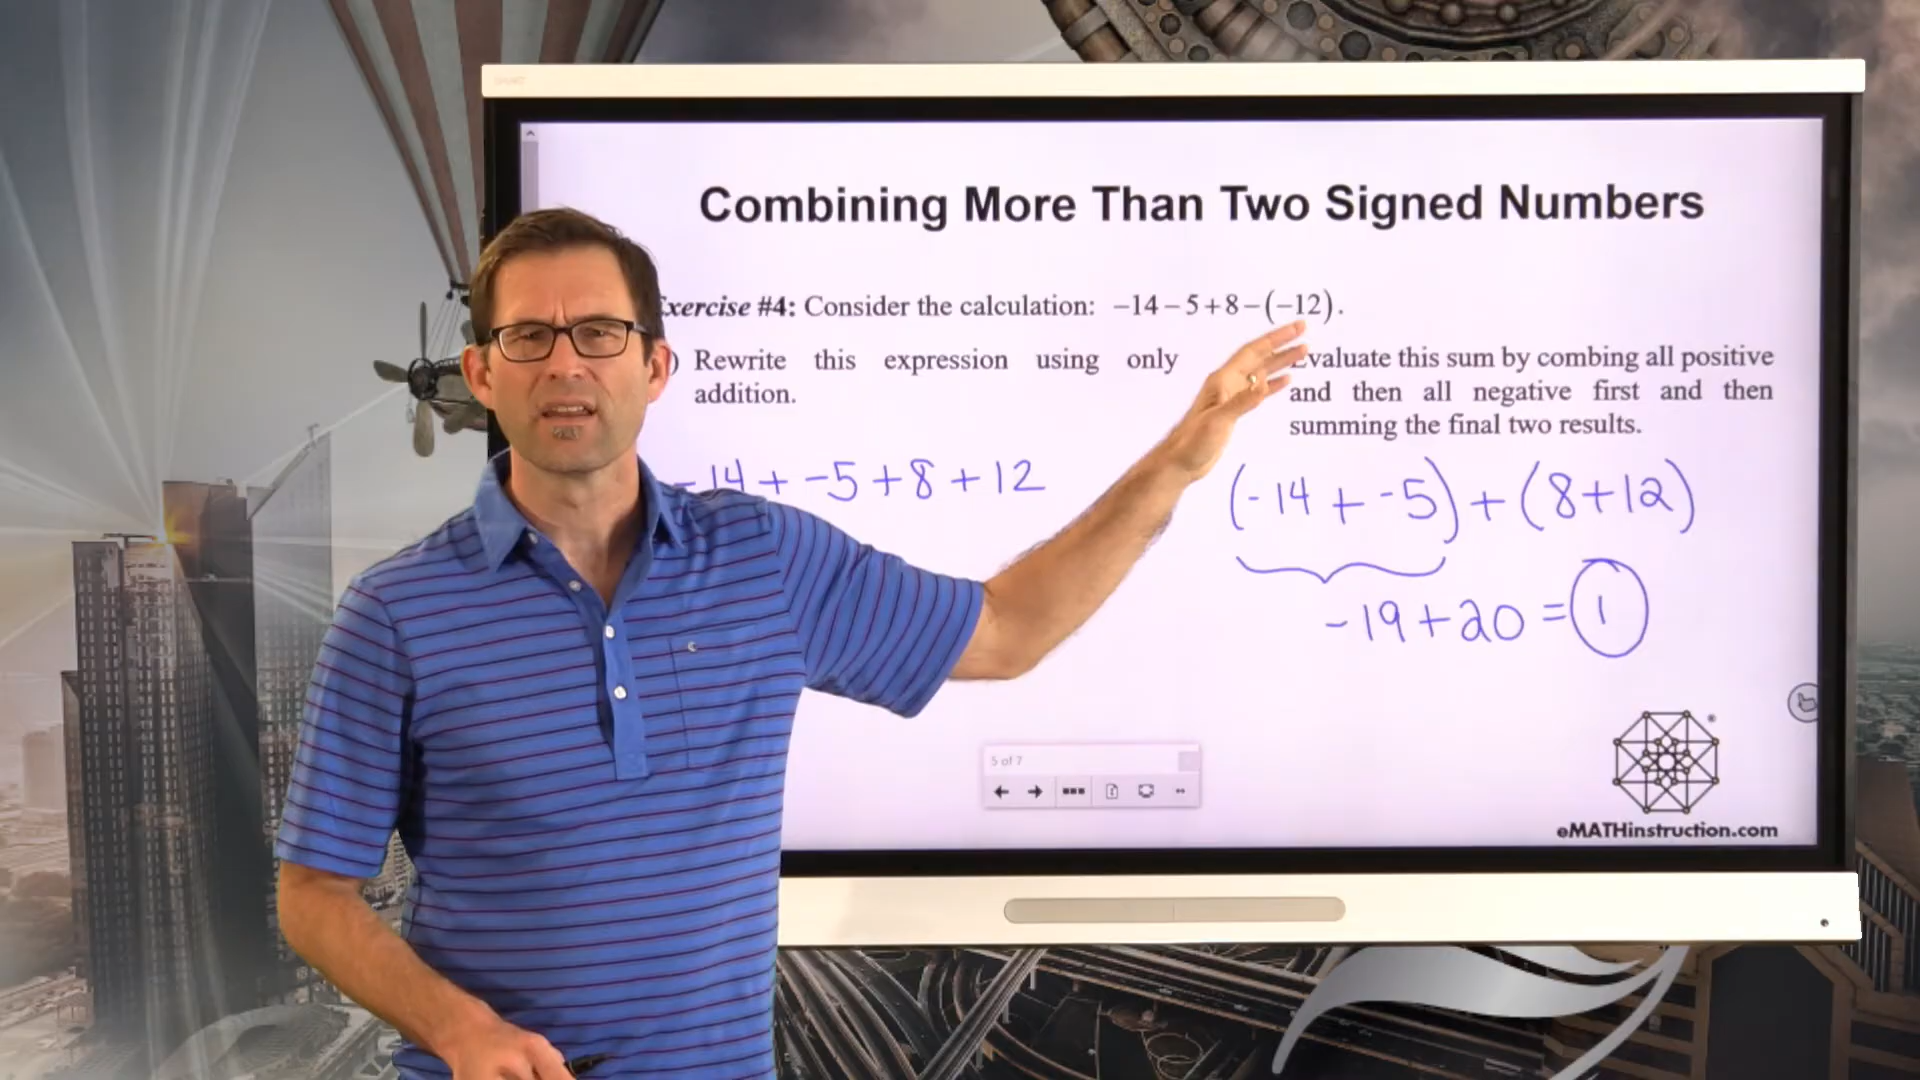 Combining More Than Two Signed Numbers
xercise #4: Consider the calculation: −14−5+8−(−12).
) Rewrite this expression using only
addition.
valuate this sum by combing all positive
and then all negative first and then
summing the final two results.
-14 + -5 + 8 + 12
(-14 + -5) + (8+12)
-19+20 = 1
5 of 7
eMATHinstruction.com